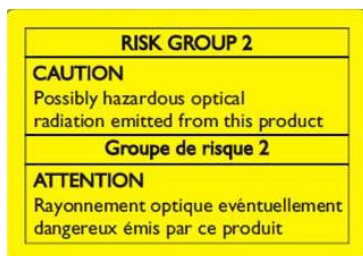 RISK GROUP 2
CAUTION
Possibly hazardous optical
radiation emitted from this product
Groupe de risque 2
ATTENTION
Rayonnement optique evéntuellement
dangereux émis par ce produit